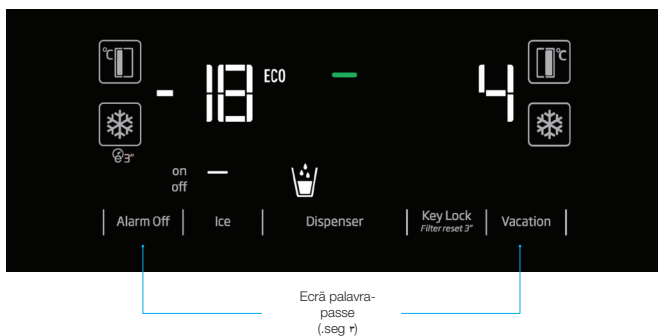 °C °C
- 18 ECO 4
3"
on
off
Alarm Off Ice Dispenser Key Lock Vacation
Filter reset 3"
Ecrã palavra-
passe
(.seg ٣)